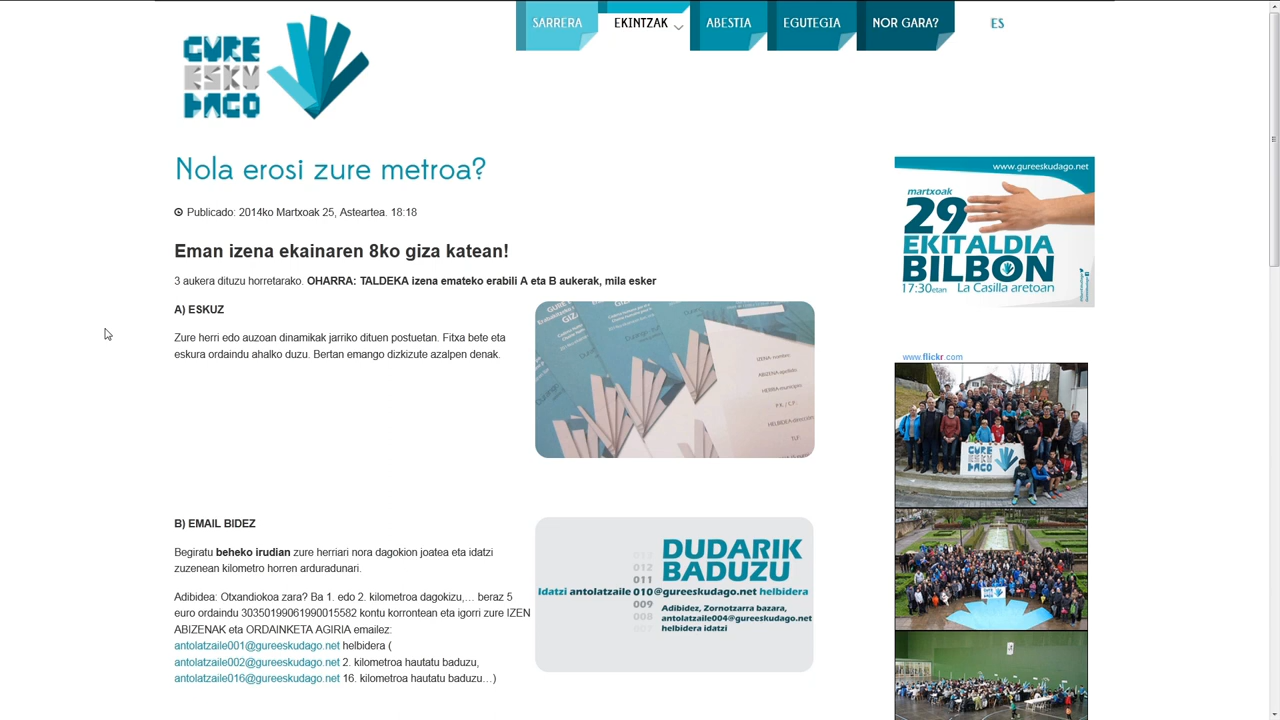 SARRERA
EKINTZAK
ABESTIA
EGUTEGIA
NOR GARA?
ES
GURE
ESKU
DAGO
Nola erosi zure metroa?
Publicado: 2014ko Martxoak 25, Asteartea. 18:18
Eman izena ekainaren 8ko giza katean!
3 aukera dituzu horretarako. OHARRA: TALDEKA izena emateko erabili A eta B aukerak, mila esker
A) ESKUZ
Zure herri edo auzoan dinamikak jarriko dituen postuetan. Fitxa bete eta
eskura ordaindu ahalko duzu. Bertan emango dizkizute azalpen denak.
IZENA: nombre
ABIZENA apellido
HERRIA municipio
P.K. / C.P.
HELBIDEA: dirección
TLF:
B) EMAIL BIDEZ
Begiratu beheko irudian zure herriari nora dagokion joatea eta idatzi
zuzenean kilometro horren arduradunari.
Adibidea: Otxandiokoa zara? Ba 1. edo 2. kilometroa dagokizu,... beraz 5
euro ordaindu 30350199061990015582 kontu korrontean eta igorri zure IZEN
ABIZENAK eta ORDAINKETA AGIRIA emailez:
antolatzaile001@gureeskudago.net helbidera (
antolatzaile002@gureeskudago.net 2. kilometroa hautatu baduzu,
antolatzaile016@gureeskudago.net 16. kilometroa hautatu baduzu…)
012
011
DUDARIK
BADUZU
Idatzi antolatzaile 010@gureeskudago.net helbidera
009
008
Adibidez, Zornotzarra bazara,
antolatzaile004@gureeskudago.net
helbidera idatzi
www.gureeskudago.net
martxoak
29
EKITALDIA
BILBON
17:30etan La Casilla aretoan
www.flickr.com
GURE
ESKU
DAGO